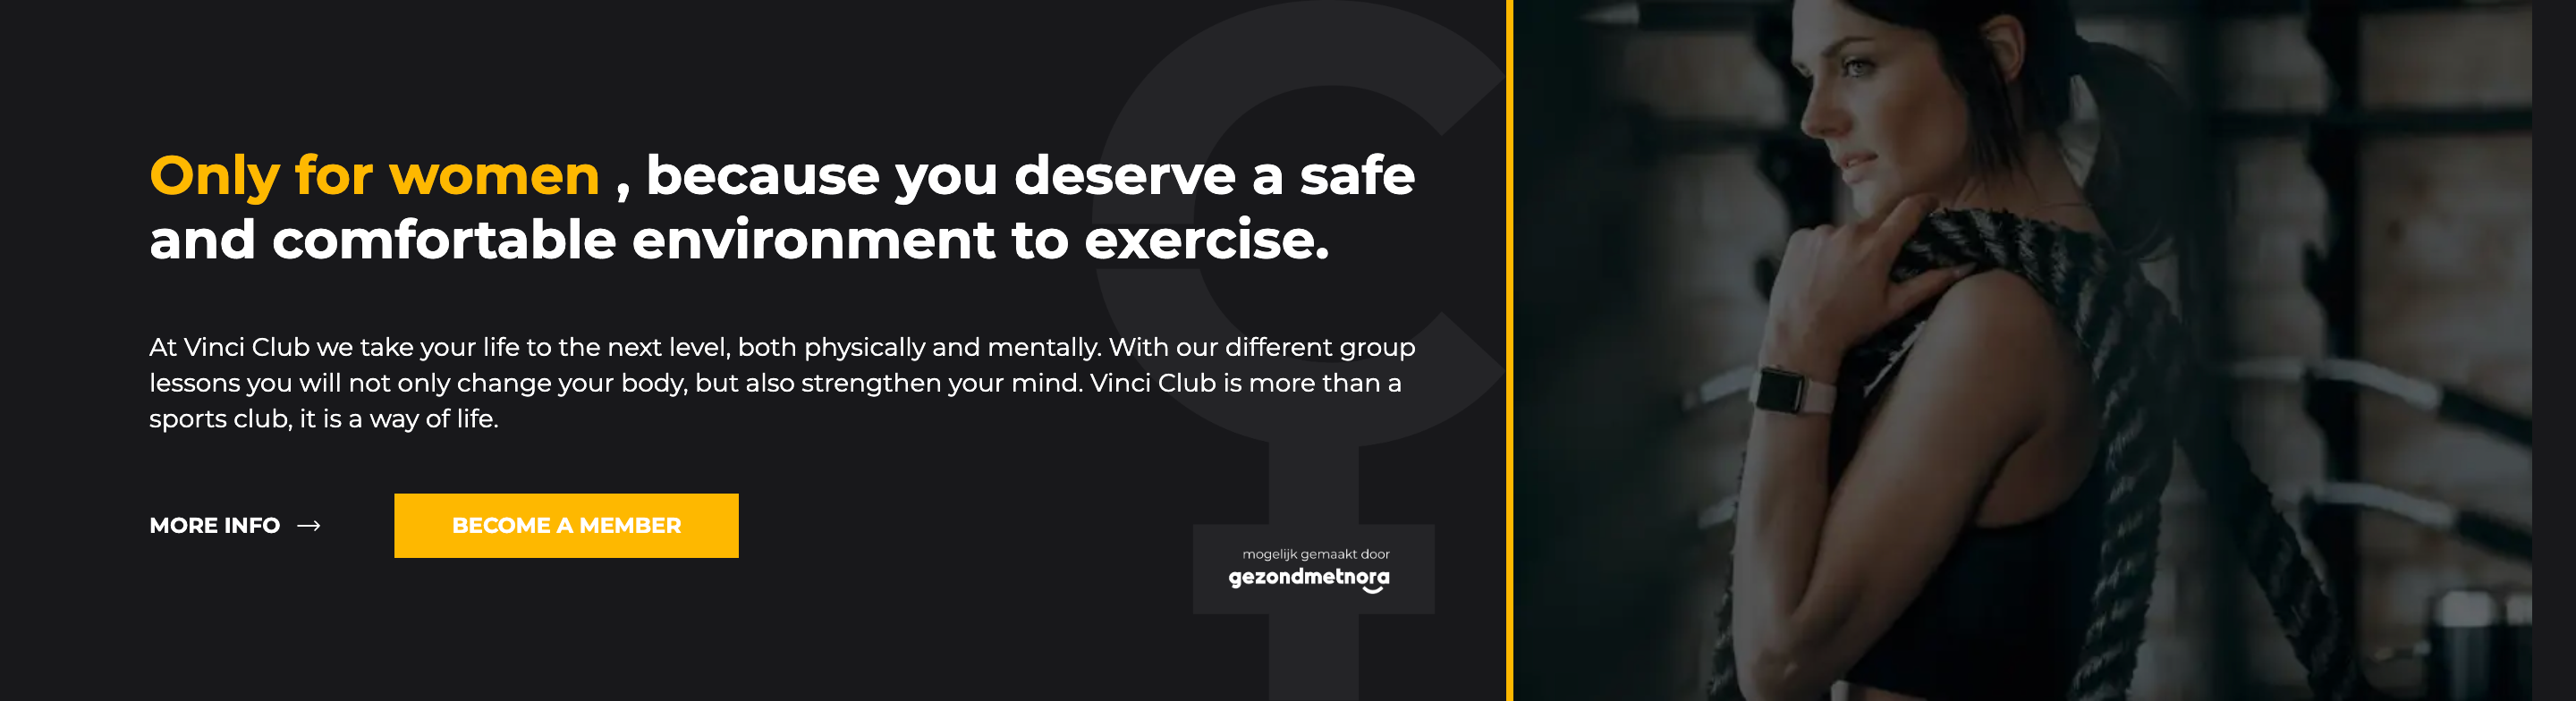 Only for women , because you deserve a safe
and comfortable environment to exercise.
At Vinci Club we take your life to the next level, both physically and mentally. With our different group
lessons you will not only change your body, but also strengthen your mind. Vinci Club is more than a
sports club, it is a way of life.
MORE INFO → BECOME A MEMBER
mogelijk gemaakt door
gezondmetnora